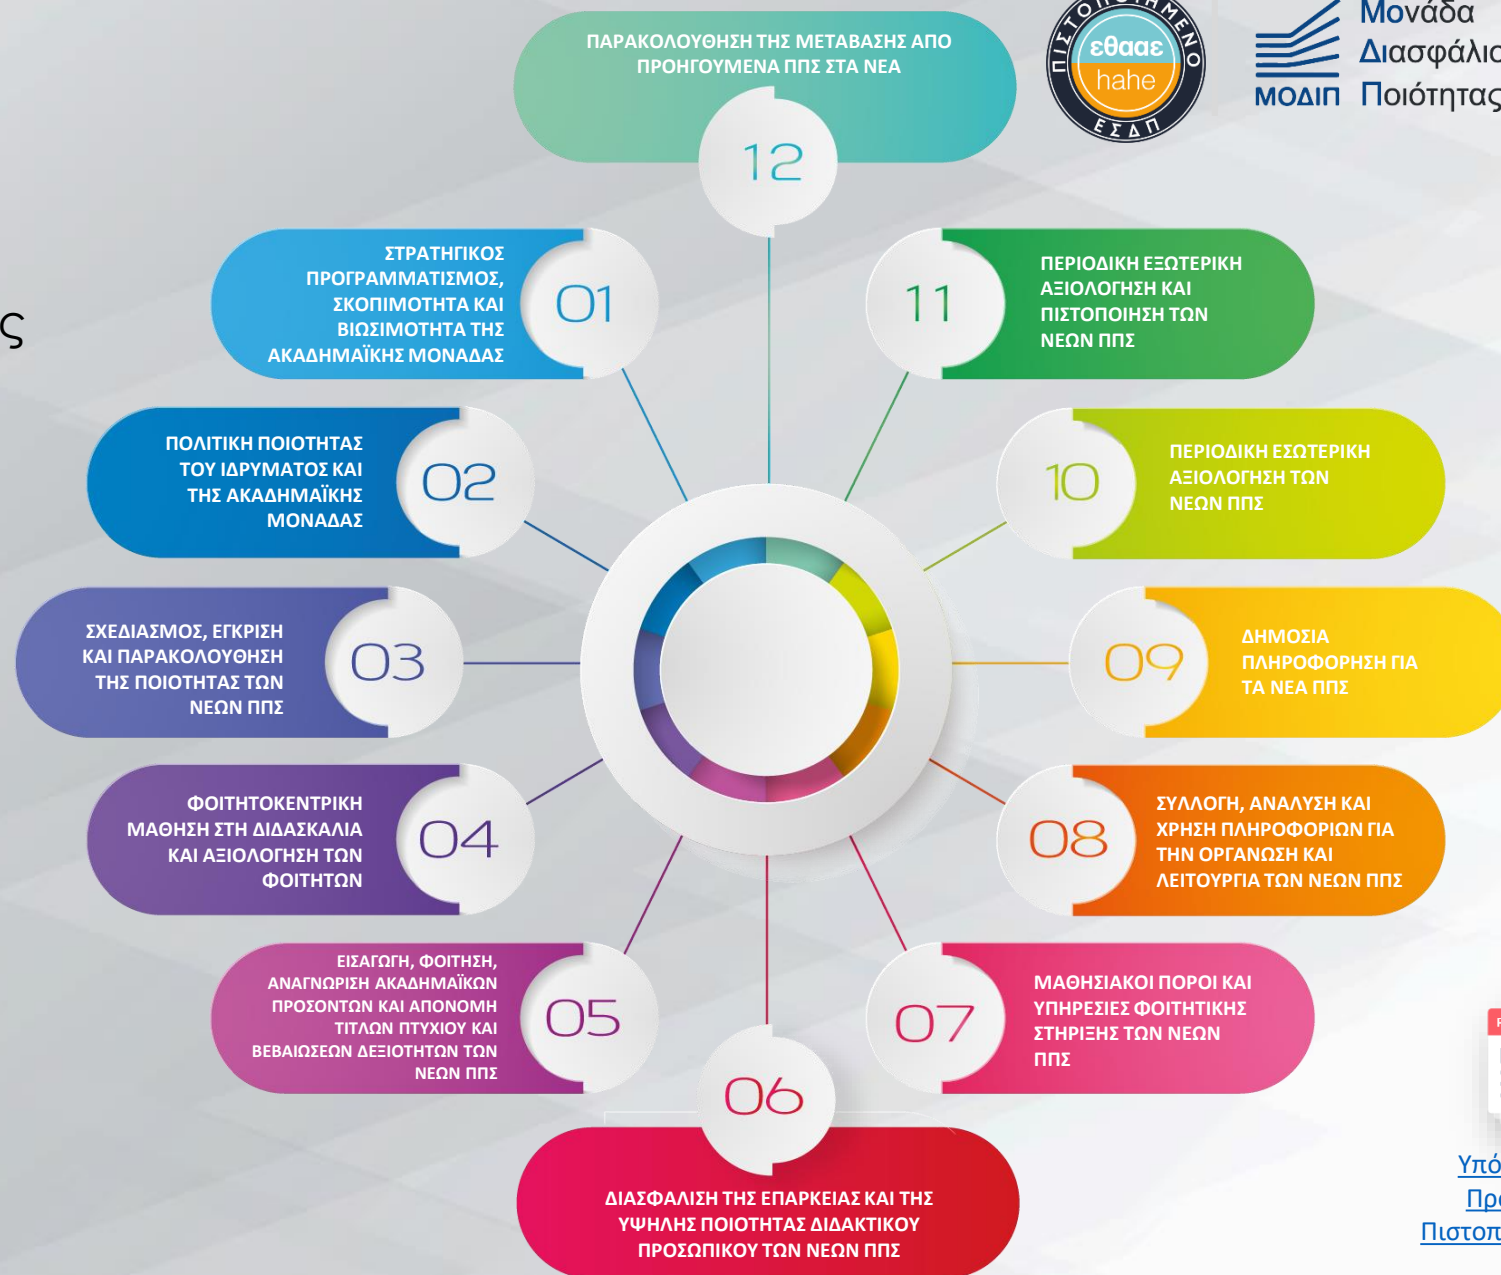 ΠΑΡΑΚΟΛΟΥΘΗΣΗ ΤΗΣ ΜΕΤΑΒΑΣΗΣ ΑΠΟ
ΠΡΟΗΓΟΥΜΕΝΑ ΠΠΣ ΣΤΑ ΝΕΑ
12
ΠΙΣΤΟΠΟΙΗΜΕΝΟ
εθααε
hahe
ΕΣΔΠ
Μονάδα
Διασφάλισ
ΜΟΔΙΠ Ποιότητας
ς
ΣΤΡΑΤΗΓΙΚΟΣ
ΠΡΟΓΡΑΜΜΑΤΙΣΜΟΣ,
ΣΚΟΠΙΜΟΤΗΤΑ ΚΑΙ
ΒΙΩΣΙΜΟΤΗΤΑ ΤΗΣ
ΑΚΑΔΗΜΑΪΚΗΣ ΜΟΝΑΔΑΣ
01
11
ΠΕΡΙΟΔΙΚΗ ΕΞΩΤΕΡΙΚΗ
ΑΞΙΟΛΟΓΗΣΗ ΚΑΙ
ΠΙΣΤΟΠΟΙΗΣΗ ΤΩΝ
ΝΕΩΝ ΠΠΣ
ΠΟΛΙΤΙΚΗ ΠΟΙΟΤΗΤΑΣ
ΤΟΥ ΙΔΡΥΜΑΤΟΣ ΚΑΙ
ΤΗΣ ΑΚΑΔΗΜΑΪΚΗΣ
ΜΟΝΑΔΑΣ
02
10
ΠΕΡΙΟΔΙΚΗ ΕΣΩΤΕΡΙΚΗ
ΑΞΙΟΛΟΓΗΣΗ ΤΩΝ
ΝΕΩΝ ΠΠΣ
ΣΧΕΔΙΑΣΜΟΣ, ΕΓΚΡΙΣΗ
ΚΑΙ ΠΑΡΑΚΟΛΟΥΘΗΣΗ
ΤΗΣ ΠΟΙΟΤΗΤΑΣ ΤΩΝ
ΝΕΩΝ ΠΠΣ
03
09
ΔΗΜΟΣΙΑ
ΠΛΗΡΟΦΟΡΗΣΗ ΓΙΑ
ΤΑ ΝΕΑ ΠΠΣ
ΦΟΙΤΗΤΟΚΕΝΤΡΙΚΗ
ΜΑΘΗΣΗ ΣΤΗ ΔΙΔΑΣΚΑΛΙΑ
ΚΑΙ ΑΞΙΟΛΟΓΗΣΗ ΤΩΝ
ΦΟΙΤΗΤΩΝ
04
08
ΣΥΛΛΟΓΗ, ΑΝΑΛΥΣΗ ΚΑΙ
ΧΡΗΣΗ ΠΛΗΡΟΦΟΡΙΩΝ ΓΙΑ
ΤΗΝ ΟΡΓΑΝΩΣΗ ΚΑΙ
ΛΕΙΤΟΥΡΓΙΑ ΤΩΝ ΝΕΩΝ ΠΠΣ
ΕΙΣΑΓΩΓΗ, ΦΟΙΤΗΣΗ,
ΑΝΑΓΝΩΡΙΣΗ ΑΚΑΔΗΜΑΪΚΩΝ
ΠΡΟΣΟΝΤΩΝ ΚΑΙ ΑΠΟΝΟΜΗ
ΤΙΤΛΩΝ ΠΤΥΧΙΟΥ ΚΑΙ
ΒΕΒΑΙΩΣΕΩΝ ΔΕΞΙΟΤΗΤΩΝ ΤΩΝ
ΝΕΩΝ ΠΠΣ
05
07
ΜΑΘΗΣΙΑΚΟΙ ΠΟΡΟΙ ΚΑΙ
ΥΠΗΡΕΣΙΕΣ ΦΟΙΤΗΤΙΚΗΣ
ΣΤΗΡΙΞΗΣ ΤΩΝ ΝΕΩΝ
ΠΠΣ
06
ΔΙΑΣΦΑΛΙΣΗ ΤΗΣ ΕΠΑΡΚΕΙΑΣ ΚΑΙ ΤΗΣ
ΥΨΗΛΗΣ ΠΟΙΟΤΗΤΑΣ ΔΙΔΑΚΤΙΚΟΥ
ΠΡΟΣΩΠΙΚΟΥ ΤΩΝ ΝΕΩΝ ΠΠΣ
Υπό
Πρ
Πιστοπ